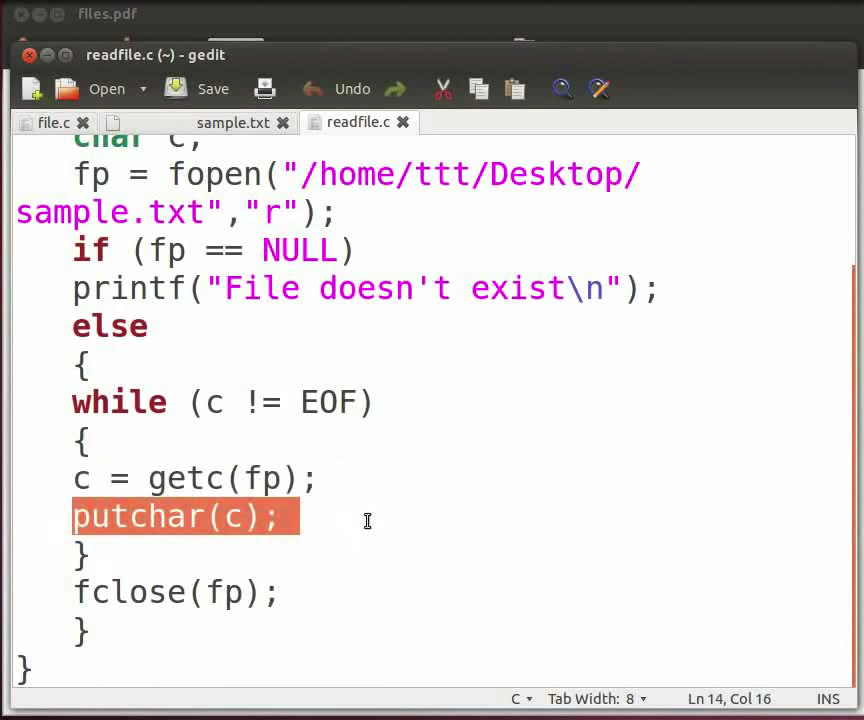 files.pdf
readfile.c (~) - gedit
Open Save Undo
file.c sample.txt readfile.c
char c,
fp = fopen("/home/ttt/Desktop/
sample.txt","r");
if (fp == NULL)
printf("File doesn't exist\n");
else
{
while (c != EOF)
{
c = getc(fp);
putchar(c);
}
fclose(fp);
}
}
C Tab Width: 8 Ln 14, Col 16 INS